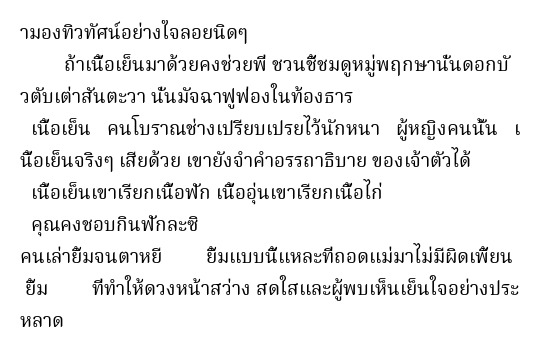 ามองทิวทัศน์อย่างใจลอยนิดๆ
ถ้าเนื้อเย็นมาด้วยคงช่วยพี่ ชวนชี้ชมดูหมู่พฤกษานั่นดอกบั
วตับเต่าสันตะวา นั่นมัจฉาฟูฟองในท้องธาร
เนื้อเย็น คนโบราณช่างเปรียบเปรยไว้นักหนา ผู้หญิงคนนั้น เ
นื้อเย็นจริงๆ เสียด้วย เขายังจำคำอรรถาธิบาย ของเจ้าตัวได้
เนื้อเย็นเขาเรียกเนื้อฟัก เนื้ออุ่นเขาเรียกเนื้อไก่
คุณคงชอบกินฟักละซิ
คนเล่ายิ้มจนตาหยี ยิ้มแบบนี้แหละที่ถอดแม่มาไม่มีผิดเพี้ยน
ยิ้ม ที่ทำให้ดวงหน้าสว่าง สดใสและผู้พบเห็นเย็นใจอย่างประ
หลาด